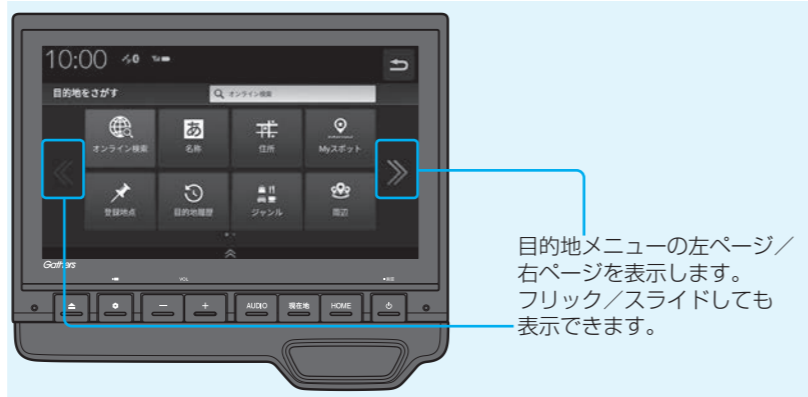 10:00
目的地をさがす
オンライン検索
オンライン検索
名称
住所
Myスポット
登録地点
目的地履歴
ジャンル
周辺
Gathers
VOL
AUDIO
現在地
HOME
目的地メニューの左ページ／
右ページを表示します。
フリック／スライドしても
表示できます。